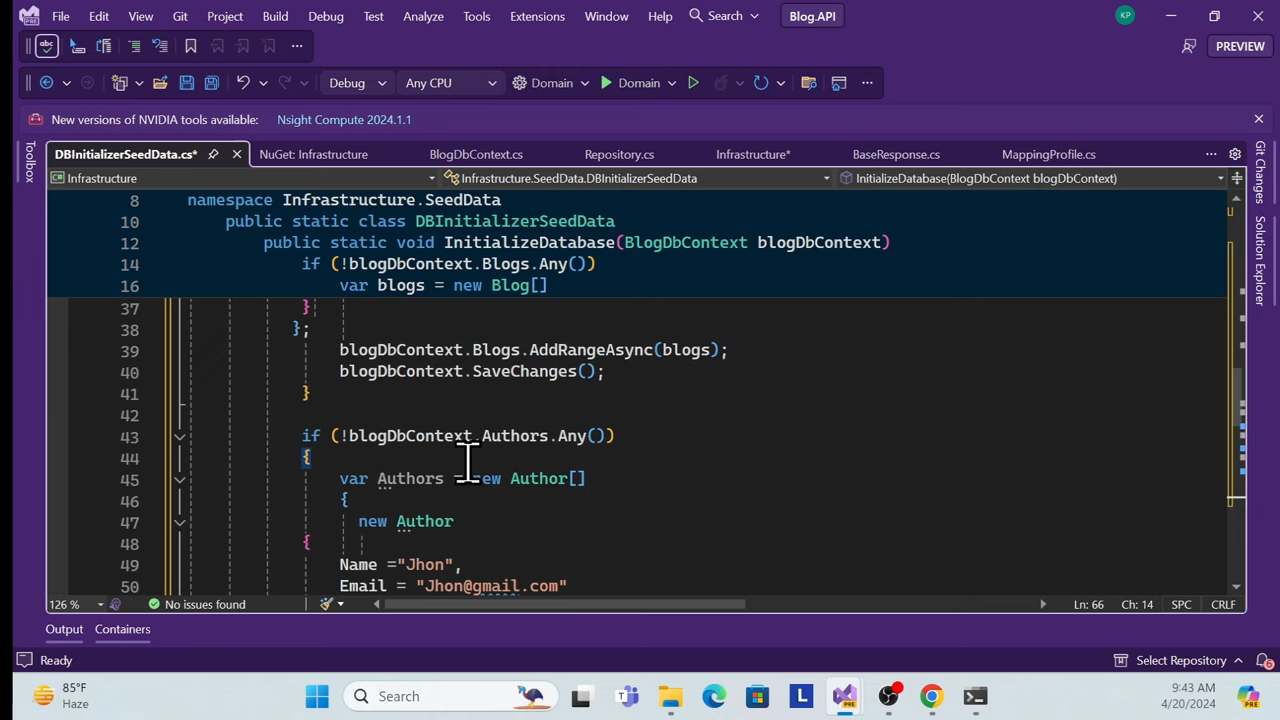 File Edit View Git Project Build Debug Test Analyze Tools Extensions Window Help Search Blog.API KP
abc PREVIEW
Debug Any CPU Domain Domain
New versions of NVIDIA tools available: Nsight Compute 2024.1.1
DBInitializerSeedData.cs* NuGet: Infrastructure BlogDbContext.cs Repository.cs Infrastructure* BaseResponse.cs MappingProfile.cs
Infrastructure Infrastructure.SeedData.DBInitializerSeedData InitializeDatabase(BlogDbContext blogDbContext)
Toolbox
Git Changes
Solution Explorer
8 namespace Infrastructure.SeedData
10 public static class DBInitializerSeedData
12 public static void InitializeDatabase(BlogDbContext blogDbContext)
14 if (!blogDbContext.Blogs.Any())
16 var blogs = new Blog[]
37 }
38 };
39 blogDbContext.Blogs.AddRangeAsync(blogs);
40 blogDbContext.SaveChanges();
41 }
42
43 if (!blogDbContext.Authors.Any())
44 {
45 var Authors = new Author[]
46 {
47 new Author
48 {
49 Name ="Jhon",
50 Email = "Jhon@gmail.com"
126 % No issues found Ln: 66 Ch: 14 SPC CRLF
Output Containers
Ready Select Repository 6
85°F
Haze
Search
L
PRE
9:43 AM
4/20/2024
PRE